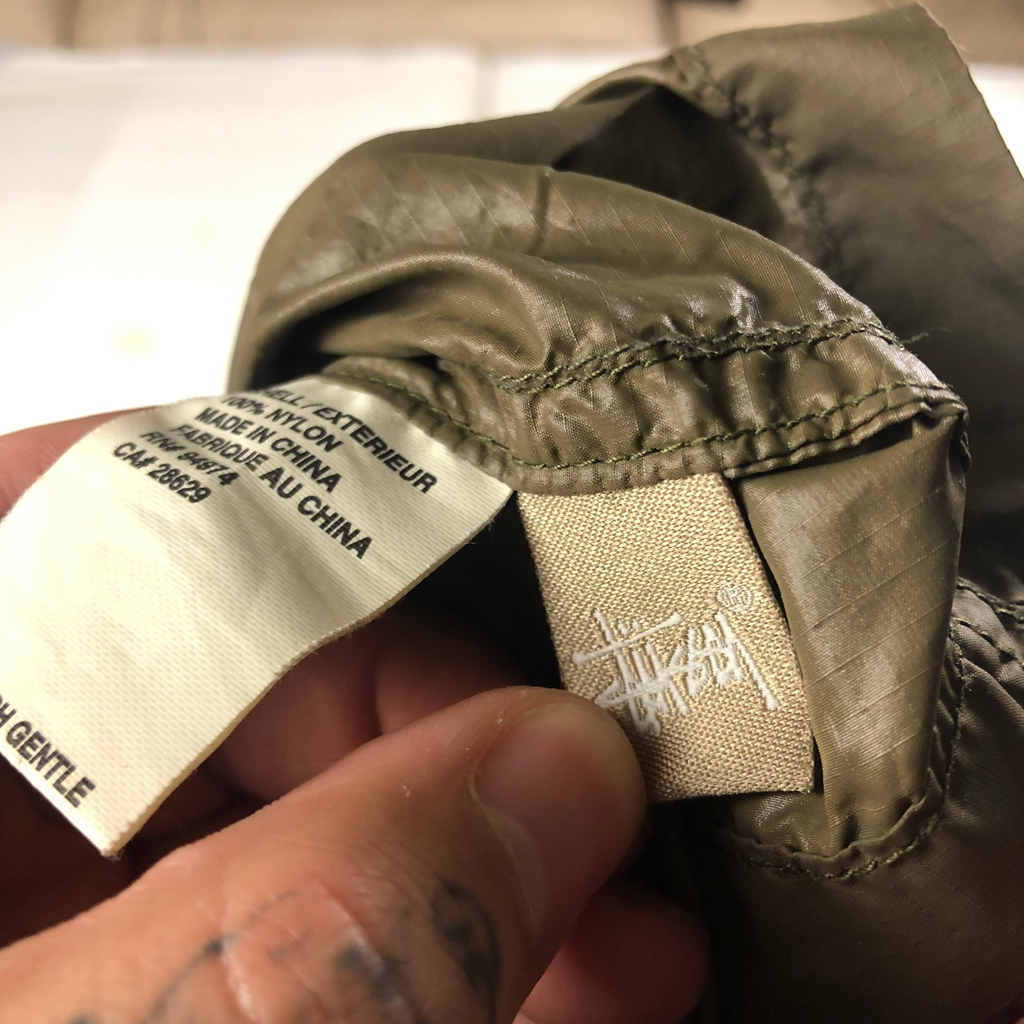 ELL/EXTERIEUR
100% NYLON
MADE IN CHINA
FABRIQUE AU CHINA
RN# 94974
CA# 28629
H GENTLE
Stüssy
®